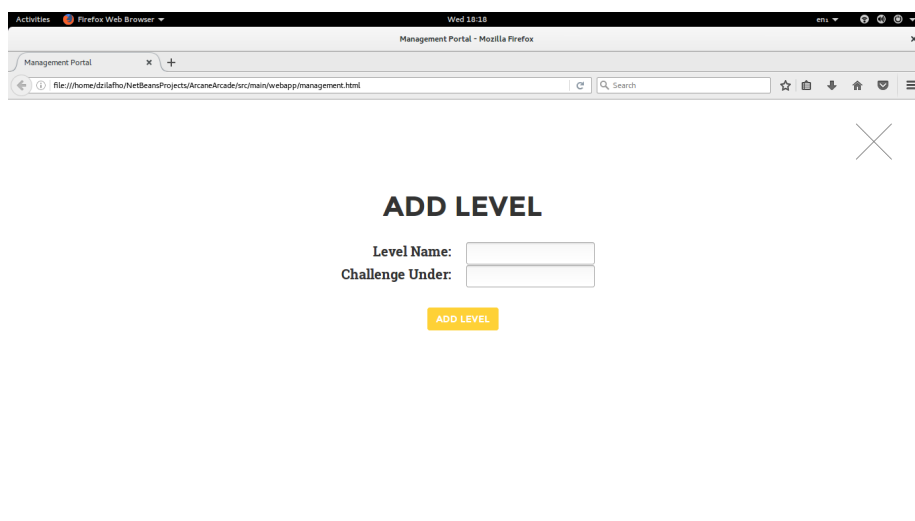 Activities Firefox Web Browser Wed 18:18 en₁
Management Portal - Mozilla Firefox
Management Portal
file:///home/dzilafho/NetBeansProjects/ArcaneArcade/src/main/webapp/management.html Search
ADD LEVEL
Level Name:
Challenge Under:
ADD LEVEL